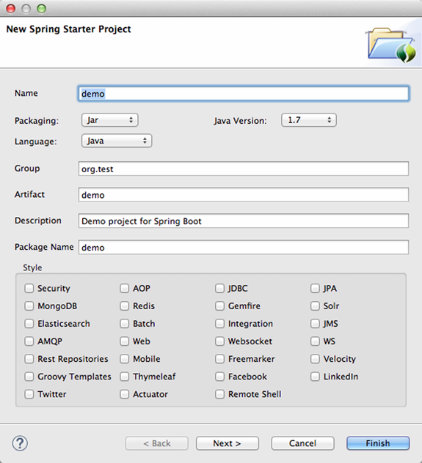 New Spring Starter Project
Name demo
Packaging: Jar Java Version: 1.7
Language: Java
Group org.test
Artifact demo
Description Demo project for Spring Boot
Package Name demo
Style
Security AOP JDBC JPA
MongoDB Redis Gemfire Solr
Elasticsearch Batch Integration JMS
AMQP Web Websocket WS
Rest Repositories Mobile Freemarker Velocity
Groovy Templates Thymeleaf Facebook LinkedIn
Twitter Actuator Remote Shell
? < Back Next > Cancel Finish